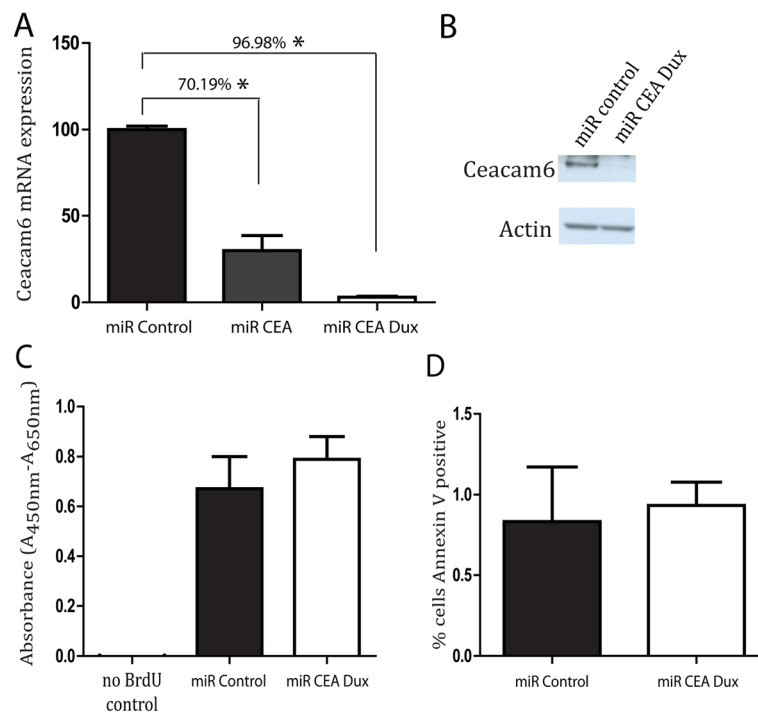 A
Ceacam6 mRNA expression
150
100
50
0
96.98% *
70.19% *
miR Control
miR CEA
miR CEA Dux
B
miR control
miR CEA Dux
Ceacam6
Actin
C
Absorbance (A450nm-A650nm)
1.0
0.8
0.6
0.4
0.2
0.0
no BrdU
control
miR Control
miR CEA Dux
D
% cells Annexin V positive
1.5
1.0
0.5
0.0
miR Control
miR CEA Dux